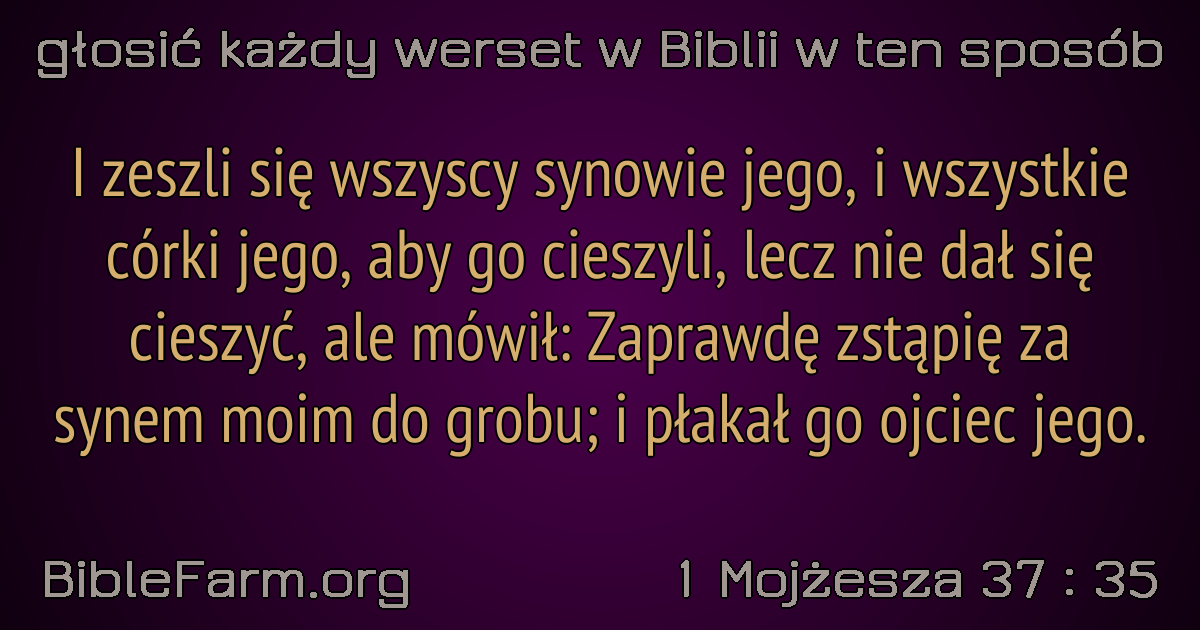 głosić każdy werset w Biblii w ten sposób
I zeszli się wszyscy synowie jego, i wszystkie
córki jego, aby go cieszyli, lecz nie dał się
cieszyć, ale mówił: Zaprawdę zstąpię za
synem moim do grobu; i płakał go ojciec jego.
BibleFarm.org
1 Mojżesza 37 : 35